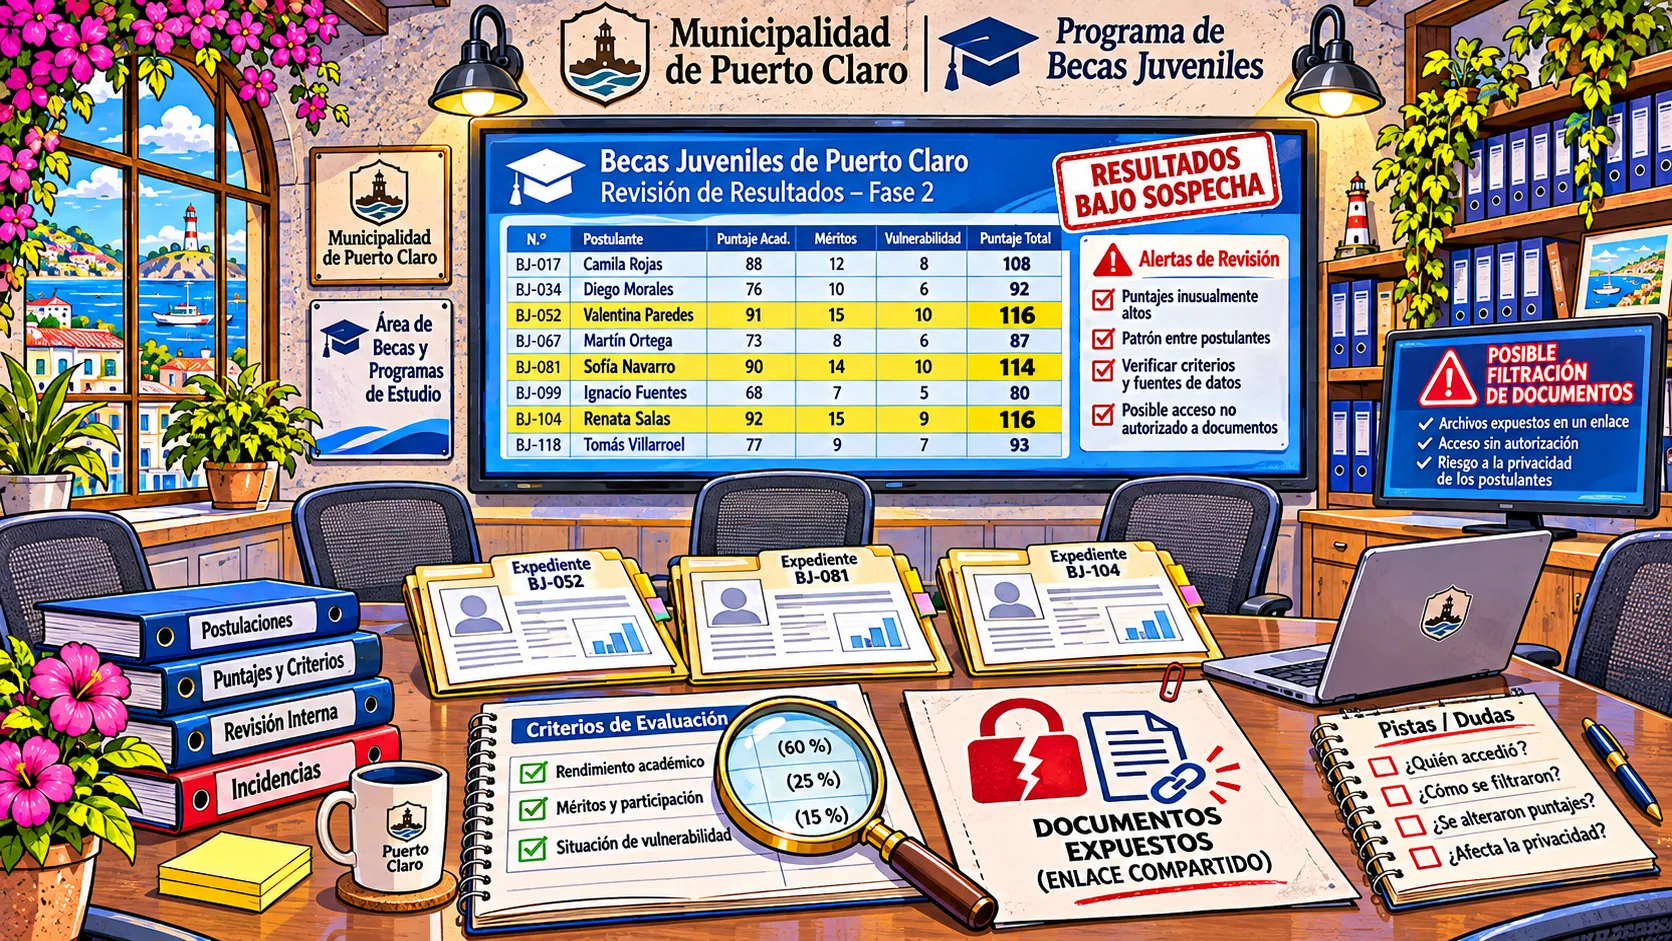 Municipalidad
de Puerto Claro
Programa de
Becas Juveniles
Municipalidad
de Puerto Claro
Área de
Becas y
Programas
de Estudio
Becas Juveniles de Puerto Claro
Revisión de Resultados – Fase 2
RESULTADOS
BAJO SOSPECHA
N.º Postulante Puntaje Acad. Méritos Vulnerabilidad Puntaje Total
BJ-017 Camila Rojas 88 12 8 108
BJ-034 Diego Morales 76 10 6 92
BJ-052 Valentina Paredes 91 15 10 116
BJ-067 Martín Ortega 73 8 6 87
BJ-081 Sofía Navarro 90 14 10 114
BJ-099 Ignacío Fuentes 68 7 5 80
BJ-104 Renata Salas 92 15 9 116
BJ-118 Tomás Villarroel 77 9 7 93
Alertas de Revisión
Puntajes inusualmente
altos
Patrón entre postulantes
Verificar criterios
y fuentes de datos
Posible acceso no
autorizado a documentos
POSIBLE
FILTRACIÓN
DE DOCUMENTOS
Archivos expuestos en un enlace
Acceso sin autorización
Riesgo a la privacidad
de los postulantes
Expediente
BJ-052
Expediente
BJ-081
Expediente
BJ-104
Postulaciones
Puntajes y Criterios
Revisión Interna
Incidencias
Puerto
Claro
Criterios de Evaluación
Rendimiento académico (60 %)
Méritos y participación (25 %)
Situación de vulnerabilidad (15 %)
DOCUMENTOS
EXPUESTOS
(ENLACE COMPARTIDO)
Pistas / Dudas
¿Quién accedió?
¿Cómo se filtraron?
¿Se alteraron puntajes?
¿Afecta la privacidad?